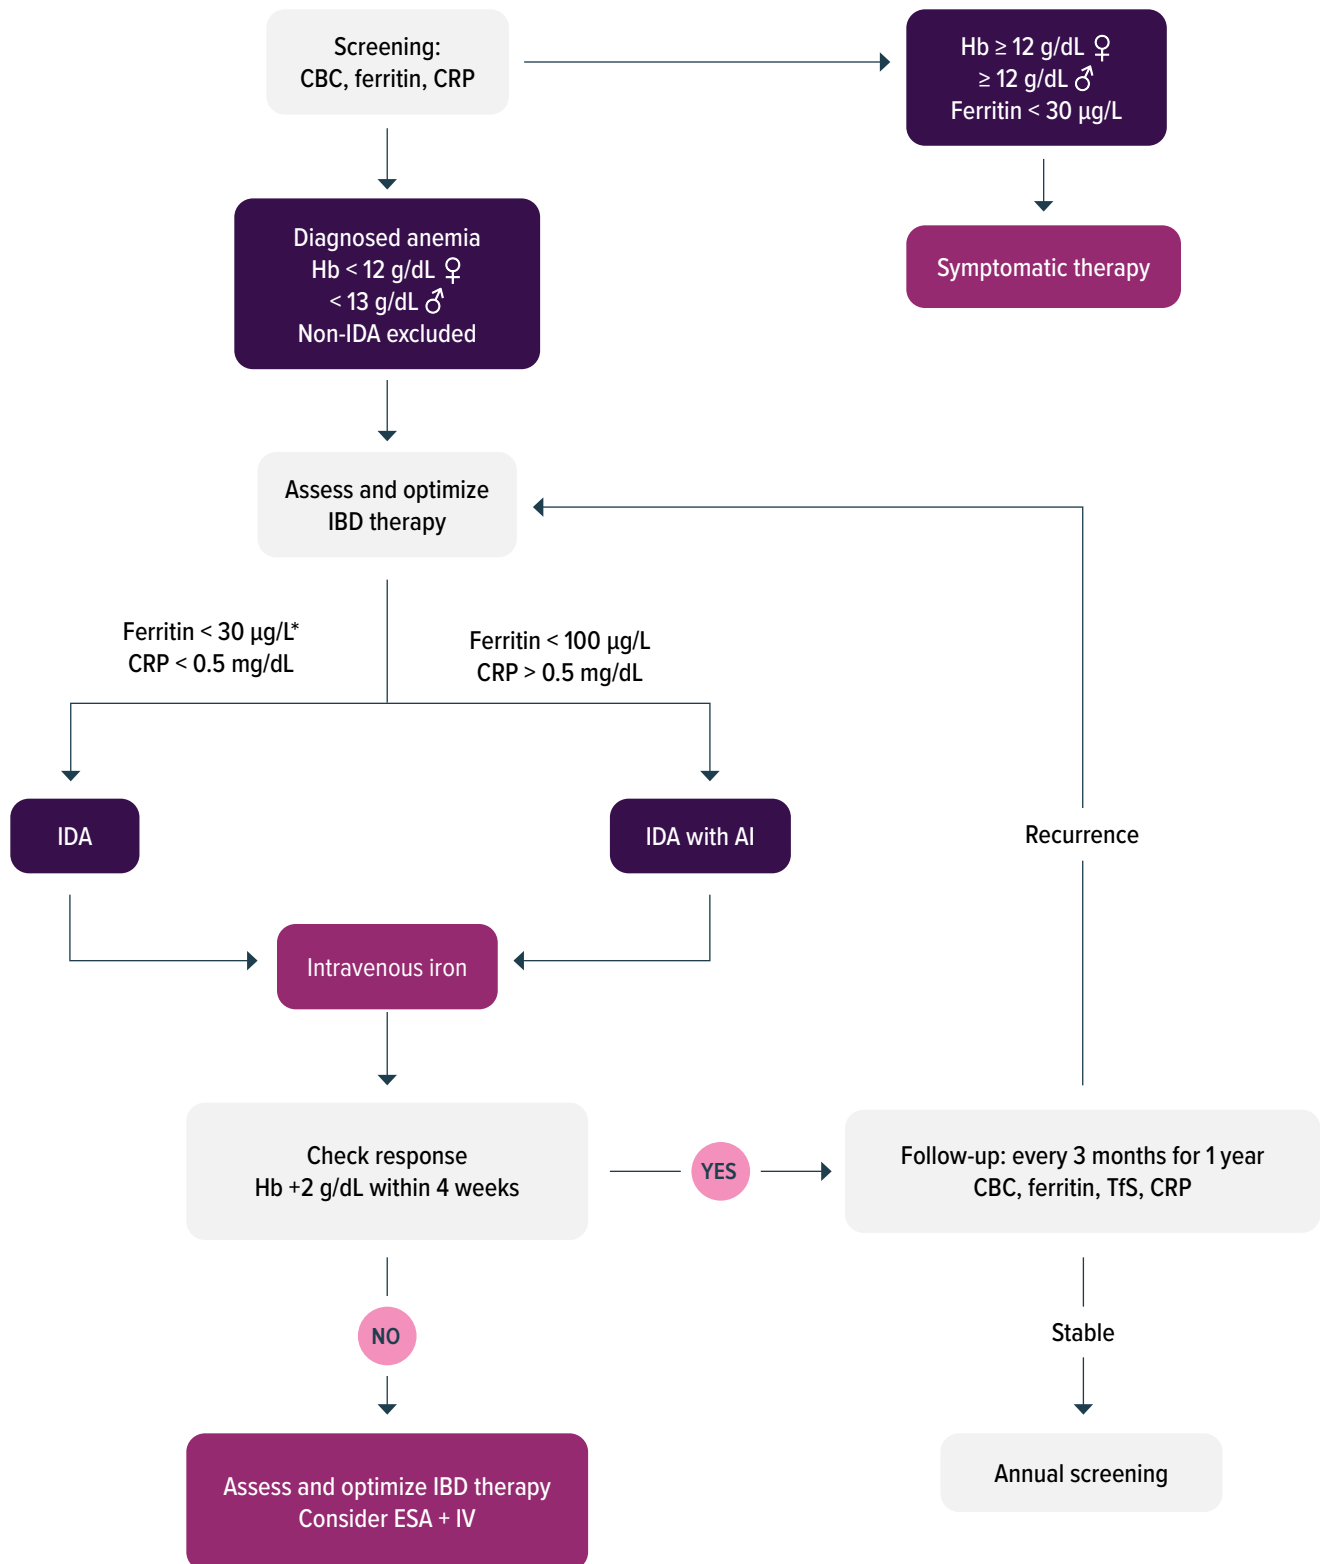 Screening:
CBC, ferritin, CRP
Hb ≥ 12 g/dL ♀
≥ 12 g/dL ♂
Ferritin < 30 µg/L
Diagnosed anemia
Hb < 12 g/dL ♀
< 13 g/dL ♂
Non-IDA excluded
Symptomatic therapy
Assess and optimize
IBD therapy
Ferritin < 30 µg/L*
CRP < 0.5 mg/dL
Ferritin < 100 µg/L
CRP > 0.5 mg/dL
IDA
IDA with AI
Recurrence
Intravenous iron
Check response
Hb +2 g/dL within 4 weeks
YES
Follow-up: every 3 months for 1 year
CBC, ferritin, TfS, CRP
NO
Stable
Assess and optimize IBD therapy
Consider ESA + IV
Annual screening